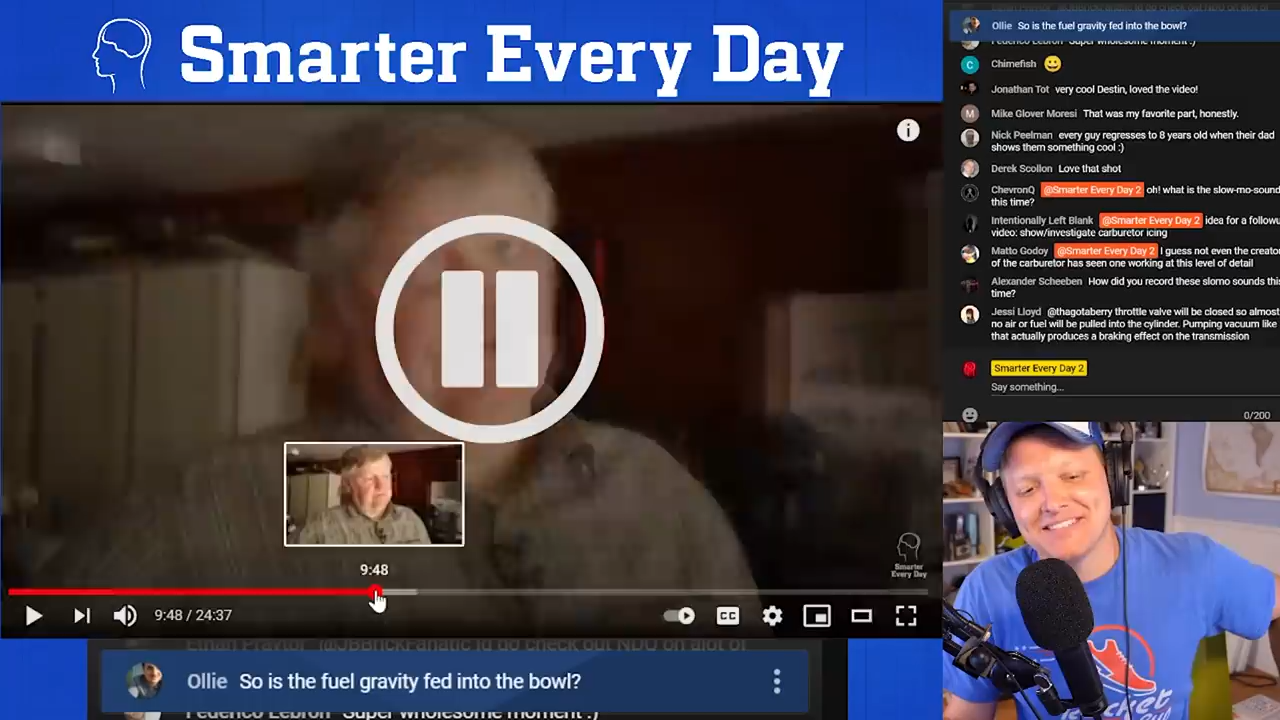 Smarter Every Day
i
9:48
9:48 / 24:37
CC
Smarter
Every Day
Ollie So is the fuel gravity fed into the bowl?
Federico Lebron Super wholesome moment :)
Ollie So is the fuel gravity fed into the bowl?
Federico Lebron Super wholesome moment :)
C Chimefish
Jonathan Tot very cool Destin, loved the video!
M Mike Glover Moresi That was my favorite part, honestly.
Nick Peelman every guy regresses to 8 years old when their dad
shows them something cool :)
Derek Scollon Love that shot
ChevronQ @Smarter Every Day 2 oh! what is the slow-mo-sound
this time?
Intentionally Left Blank @Smarter Every Day 2 idea for a followu
video: show/investigate carburetor icing
Matto Godoy @Smarter Every Day 2 I guess not even the creato
of the carburetor has seen one working at this level of detail
Alexander Scheeben How did you record these slomo sounds this
time?
Jessi Lloyd @thagotaberry throttle valve will be closed so almos
no air or fuel will be pulled into the cylinder. Pumping vacuum like
that actually produces a braking effect on the transmission
Smarter Every Day 2
Say something...
0/200